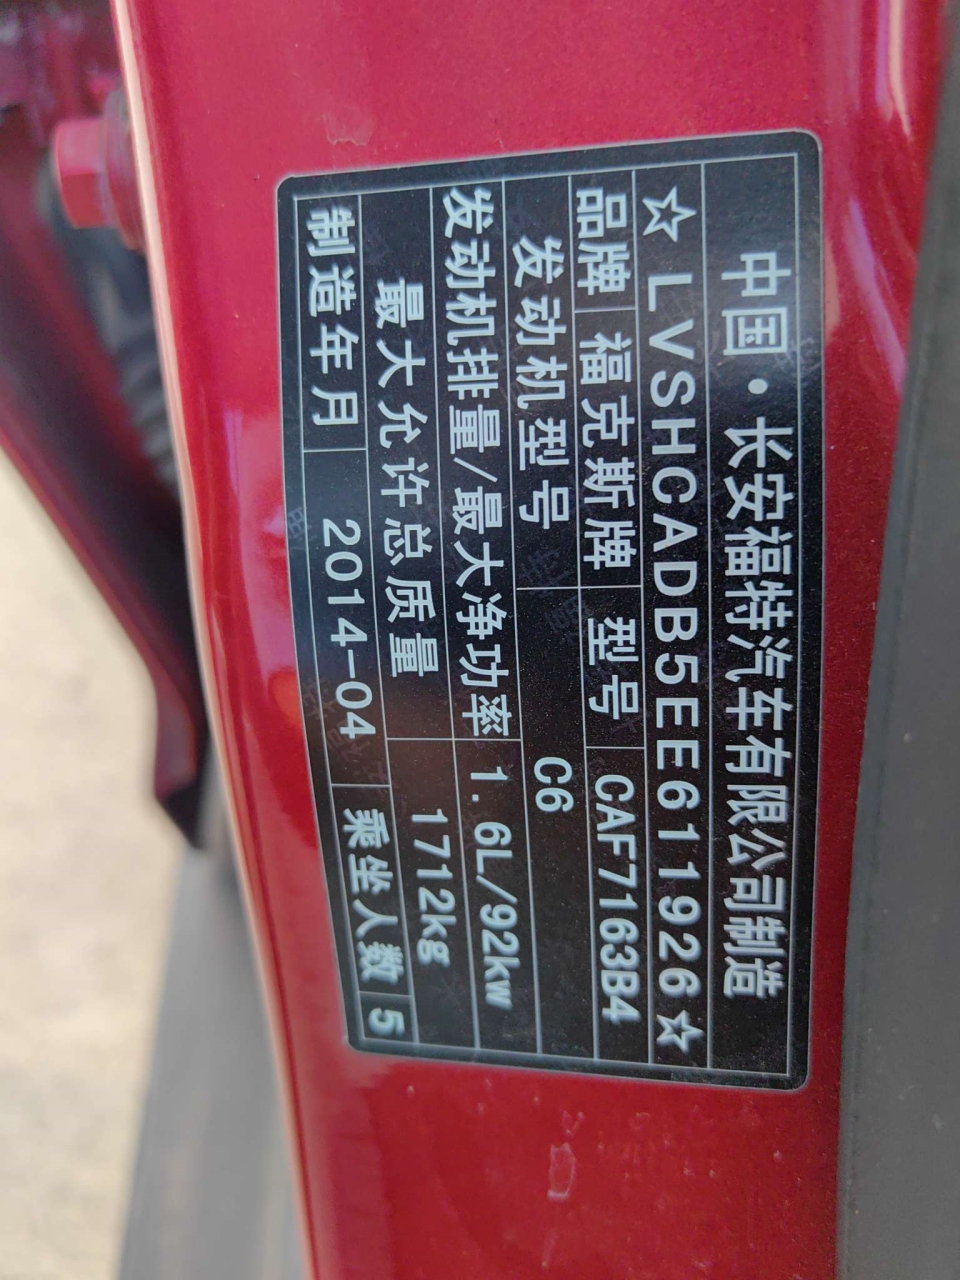 中国·长安福特汽车有限公司制造
☆LVSHCADB5EE611926☆
品牌 福克斯牌 型号 CAF7163B4
发动机型号 C6
发动机排量/最大净功率 1.6L/92kw
最大允许总质量 1712kg
制造年月 2014-04 乘坐人数 5